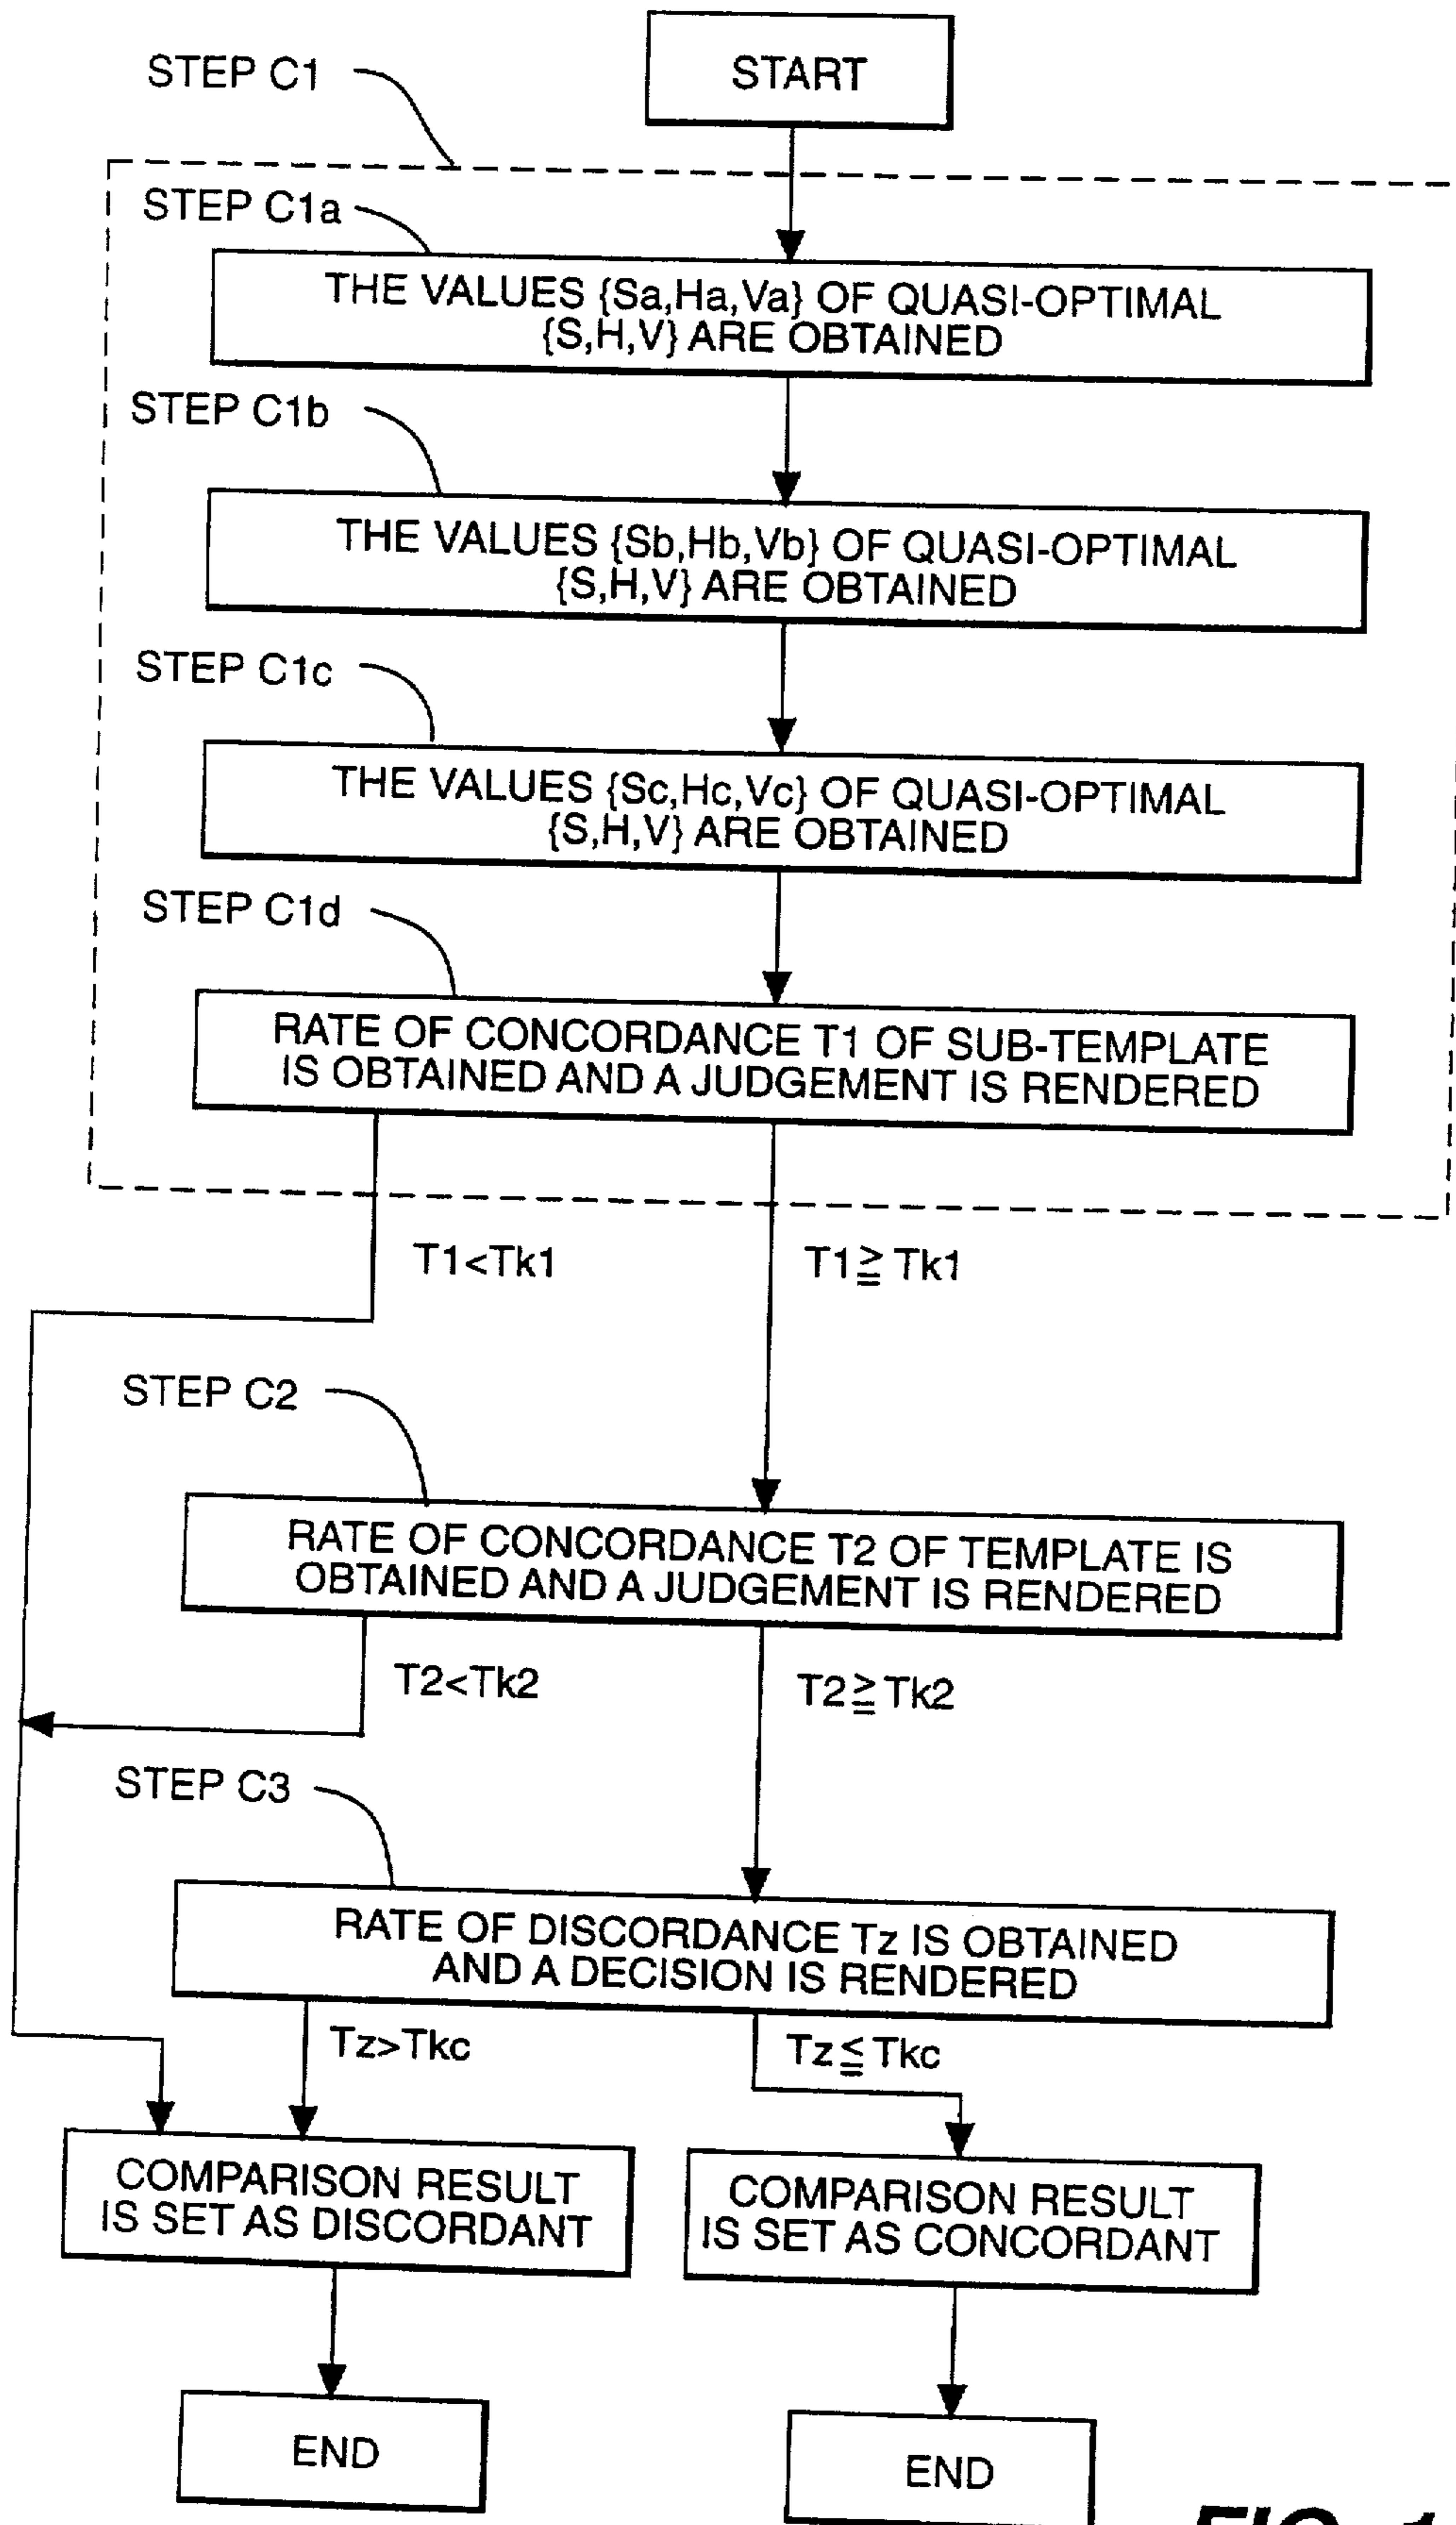 START
STEP C1
STEP C1a
THE VALUES {Sa,Ha,Va} OF QUASI-OPTIMAL
{S,H,V} ARE OBTAINED
STEP C1b
THE VALUES {Sb,Hb,Vb} OF QUASI-OPTIMAL
{S,H,V} ARE OBTAINED
STEP C1c
THE VALUES {Sc,Hc,Vc} OF QUASI-OPTIMAL
{S,H,V} ARE OBTAINED
STEP C1d
RATE OF CONCORDANCE T1 OF SUB-TEMPLATE
IS OBTAINED AND A JUDGEMENT IS RENDERED
T1<Tk1
T1≧Tk1
STEP C2
RATE OF CONCORDANCE T2 OF TEMPLATE IS
OBTAINED AND A JUDGEMENT IS RENDERED
T2<Tk2
T2≧Tk2
STEP C3
RATE OF DISCORDANCE Tz IS OBTAINED
AND A DECISION IS RENDERED
Tz>Tkc
Tz≦Tkc
COMPARISON RESULT
IS SET AS DISCORDANT
COMPARISON RESULT
IS SET AS CONCORDANT
END
END